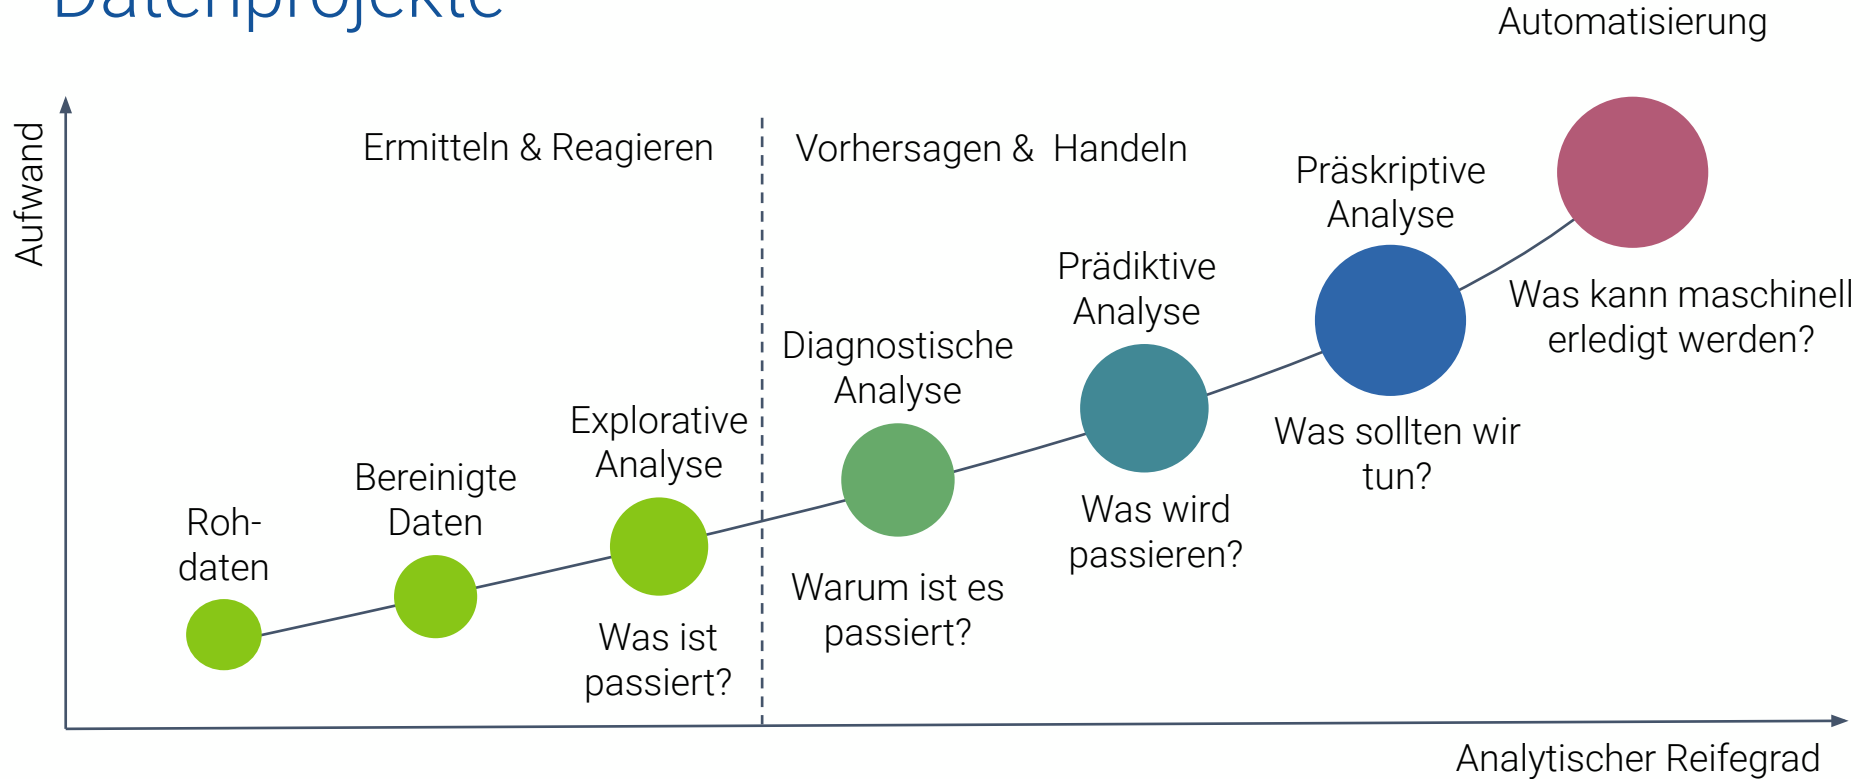 Datenprojekte
Automatisierung
Aufwand
Ermitteln & Reagieren
Vorhersagen & Handeln
Präskriptive
Analyse
Prädiktive
Analyse
Was kann maschinell
erledigt werden?
Diagnostische
Analyse
Explorative
Analyse
Was sollten wir
tun?
Bereinigte
Daten
Was wird
passieren?
Roh-
daten
Warum ist es
passiert?
Was ist
passiert?
Analytischer Reifegrad